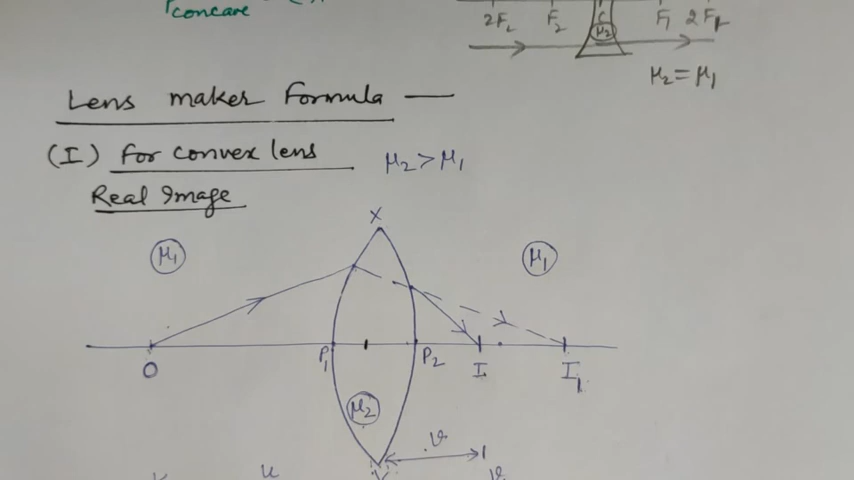 concave
2F₂ F₂ C F₁ 2F₁
μ₂
μ₂ = μ₁
Lens maker Formula —
(I) for convex lens μ₂ > μ₁
Real Image
X
μ₁ μ₁
O P₁ P₂ I I₁
μ₂
v
u v